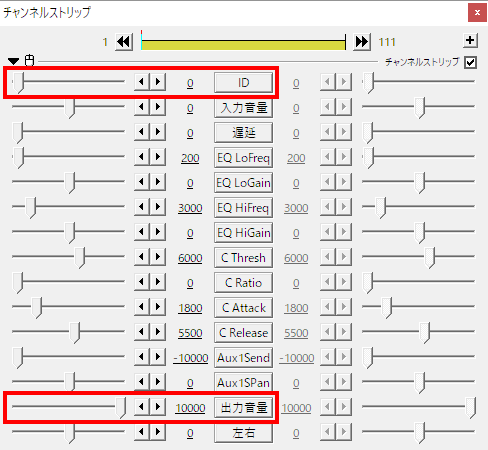 チャンネルストリップ
1 111 +
チャンネルストリップ
0 ID 0
0 入力音量 0
0 遅延 0
200 EQ LoFreq 200
0 EQ LoGain 0
3000 EQ HiFreq 3000
0 EQ HiGain 0
6000 C Thresh 6000
0 C Ratio 0
1800 C Attack 1800
5500 C Release 5500
-10000 Aux1Send -10000
0 Aux1SPan 0
10000 出力音量 10000
0 左右 0